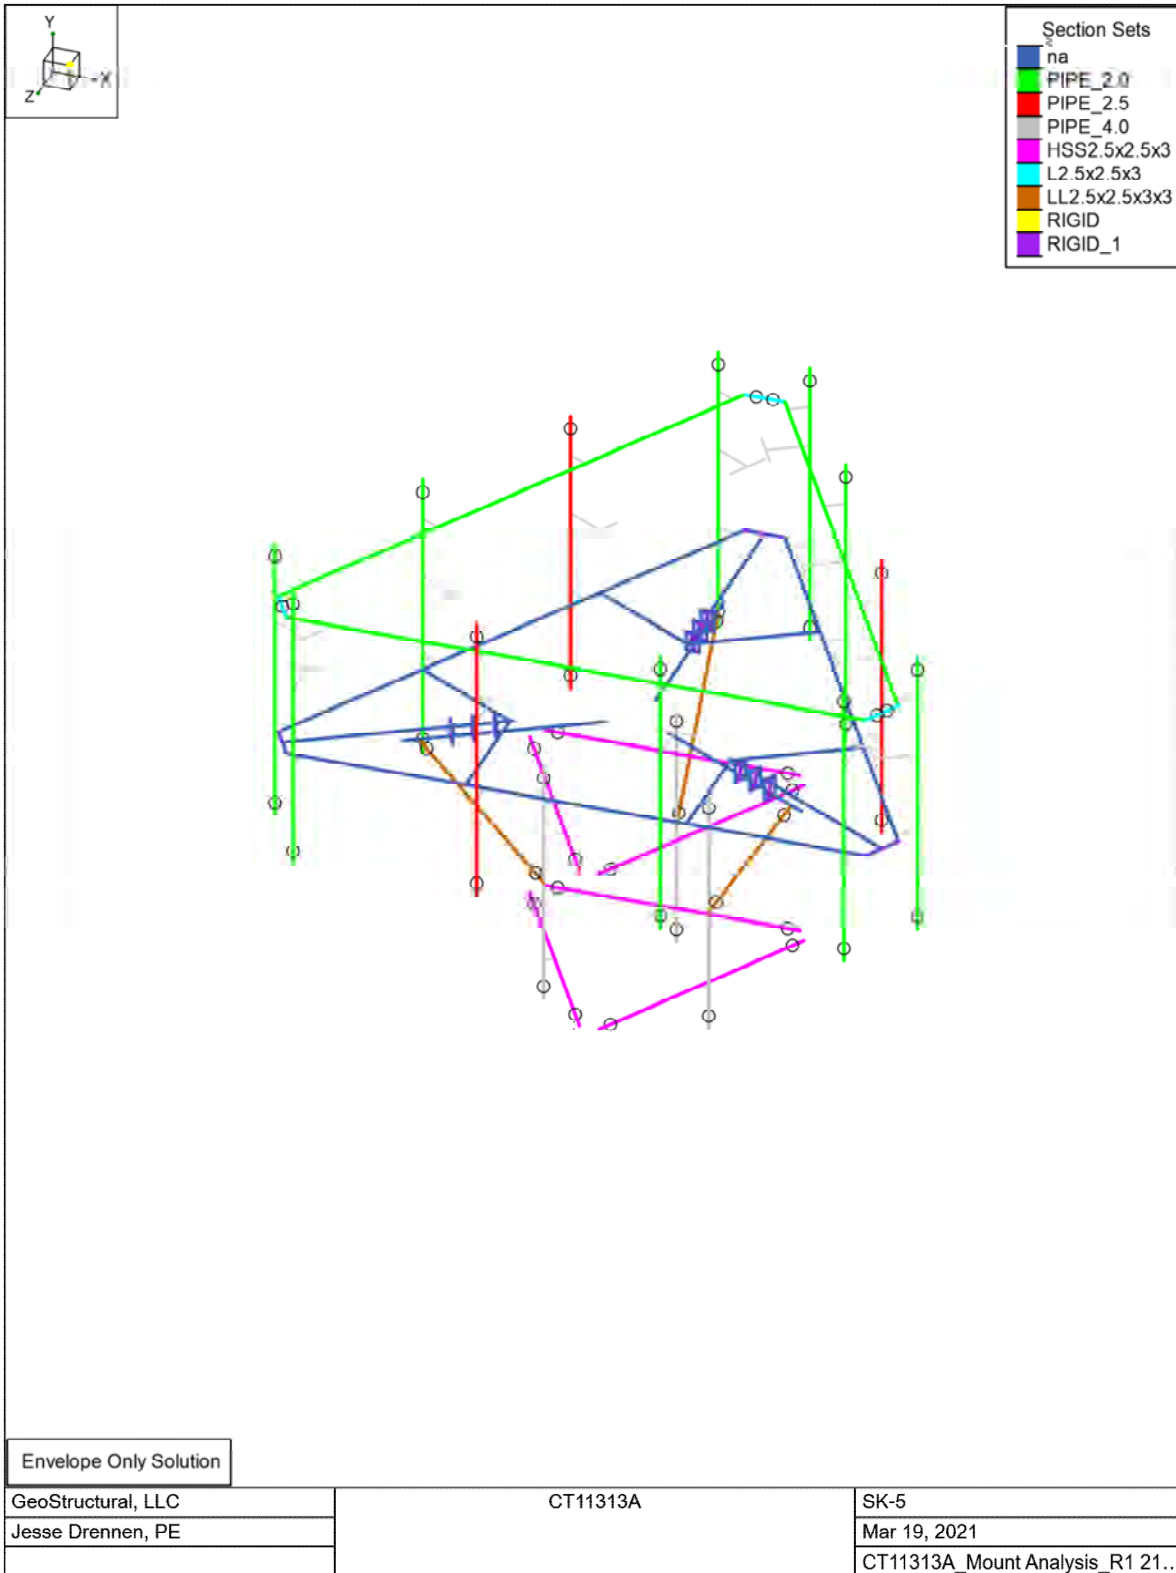 Y
X
Z
Section Sets
na
PIPE_2.0
PIPE_2.5
PIPE_4.0
HSS2.5x2.5x3
L2.5x2.5x3
LL2.5x2.5x3x3
RIGID
RIGID_1
Envelope Only Solution
GeoStructural, LLC
CT11313A
SK-5
Jesse Drennen, PE
Mar 19, 2021
CT11313A_Mount Analysis_R1 21...